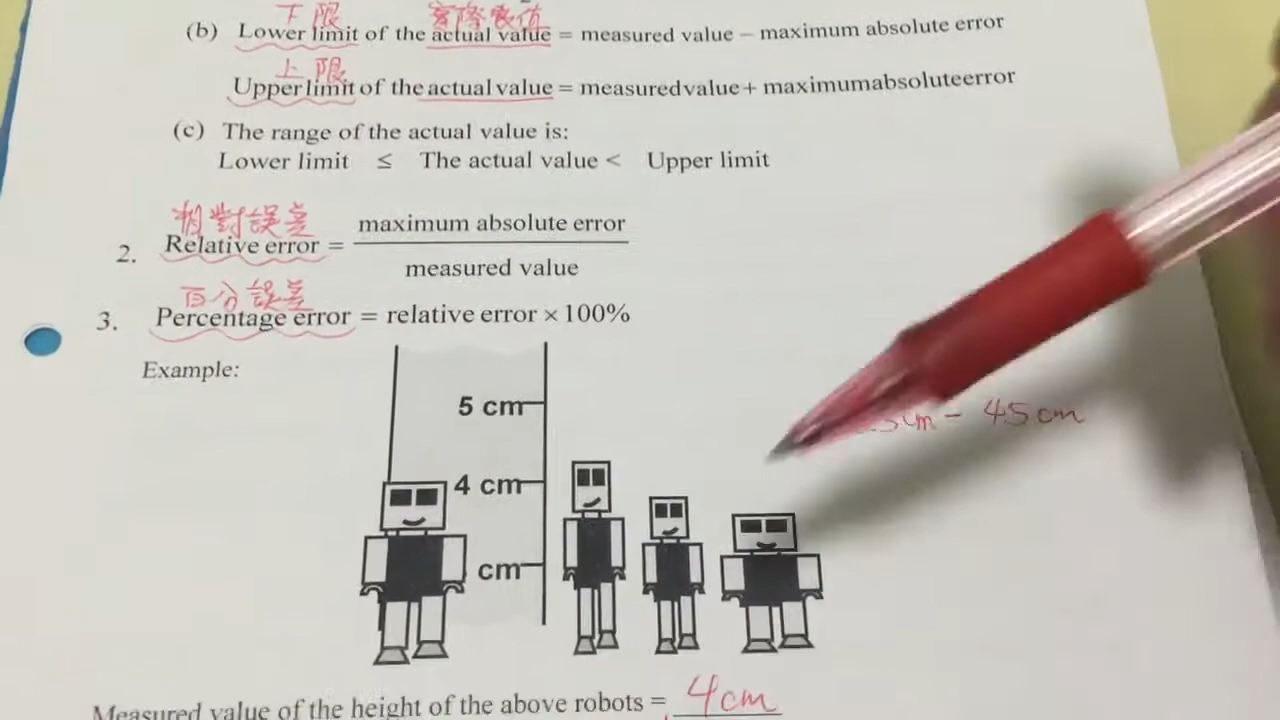 下限 實際數值
(b) Lower limit of the actual value = measured value – maximum absolute error
上限
Upper limit of the actual value = measured value + maximumabsoluteerror
(c) The range of the actual value is:
Lower limit ≤ The actual value < Upper limit
相對誤差
2. Relative error = maximum absolute error
measured value
百分誤差
3. Percentage error = relative error × 100%
Example:
5 cm
4 cm
cm
5cm – 4.5cm
Measured value of the height of the above robots = 4cm